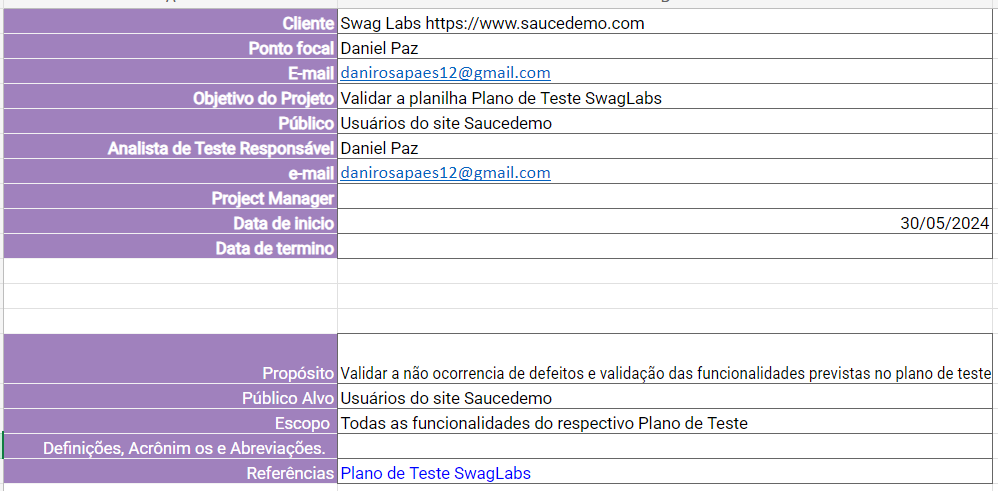 Cliente Swag Labs https://www.saucedemo.com
Ponto focal Daniel Paz
E-mail danirosapaes12@gmail.com
Objetivo do Projeto Validar a planilha Plano de Teste SwagLabs
Público Usuários do site Saucedemo
Analista de Teste Responsável Daniel Paz
e-mail danirosapaes12@gmail.com
Project Manager
Data de inicio 30/05/2024
Data de termino
Propósito Validar a não ocorrencia de defeitos e validação das funcionalidades previstas no plano de teste
Público Alvo Usuários do site Saucedemo
Escopo Todas as funcionalidades do respectivo Plano de Teste
Definições, Acrônim os e Abreviações.
Referências Plano de Teste SwagLabs